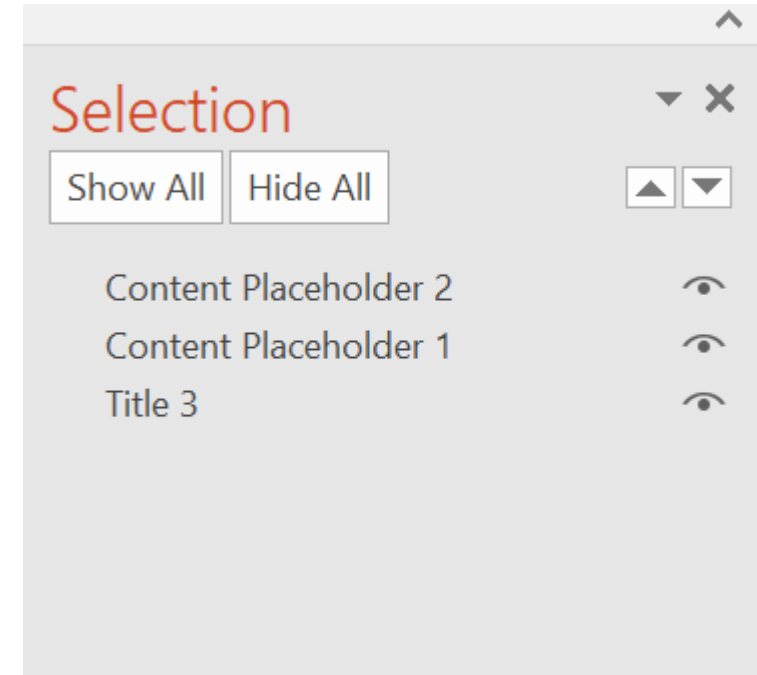 Selection
Show All Hide All
Content Placeholder 2
Content Placeholder 1
Title 3